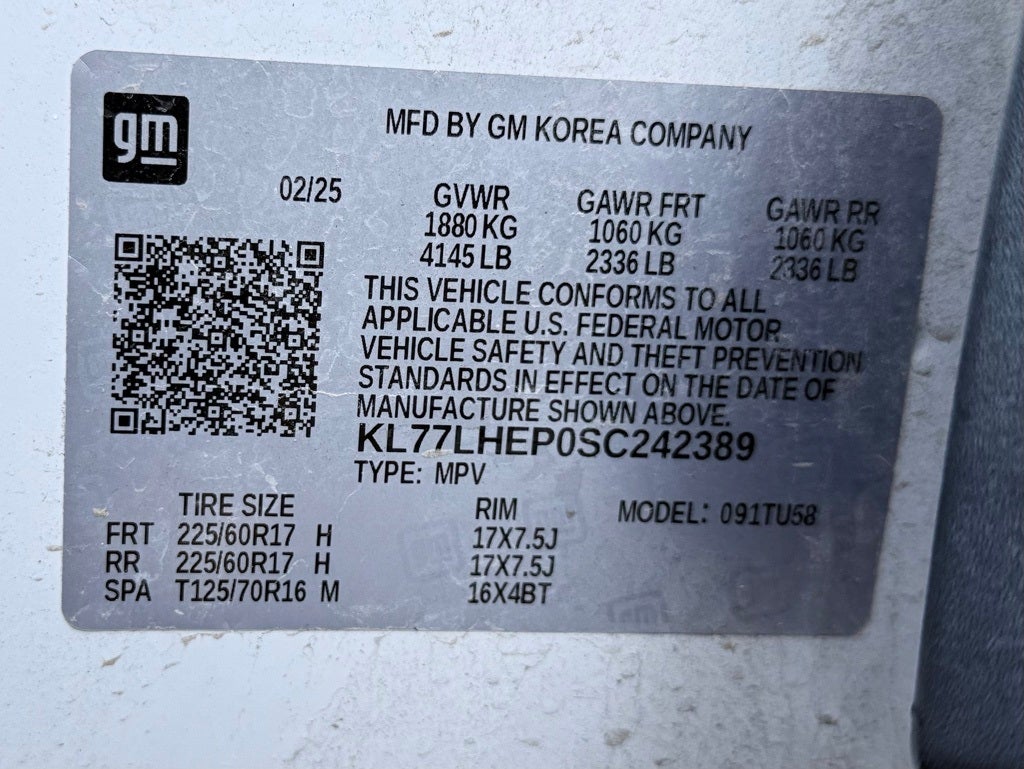 gm
MFD BY GM KOREA COMPANY
02/25
GVWR GAWR FRT GAWR RR
1880 KG 1060 KG 1060 KG
4145 LB 2336 LB 2336 LB
THIS VEHICLE CONFORMS TO ALL
APPLICABLE U.S. FEDERAL MOTOR
VEHICLE SAFETY AND THEFT PREVENTION
STANDARDS IN EFFECT ON THE DATE OF
MANUFACTURE SHOWN ABOVE.
KL77LHEP0SC242389
TYPE: MPV
TIRE SIZE RIM MODEL: 091TU58
FRT 225/60R17 H 17X7.5J
RR 225/60R17 H 17X7.5J
SPA T125/70R16 M 16X4BT